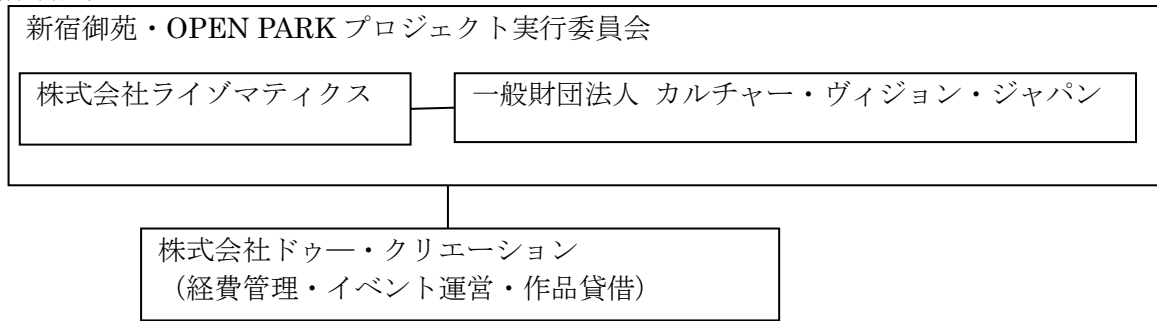 新宿御苑・OPEN PARK プロジェクト実行委員会
株式会社ライゾマティクス
一般財団法人 カルチャー・ヴィジョン・ジャパン
株式会社ドゥ―・クリエーション
（経費管理・イベント運営・作品貸借）